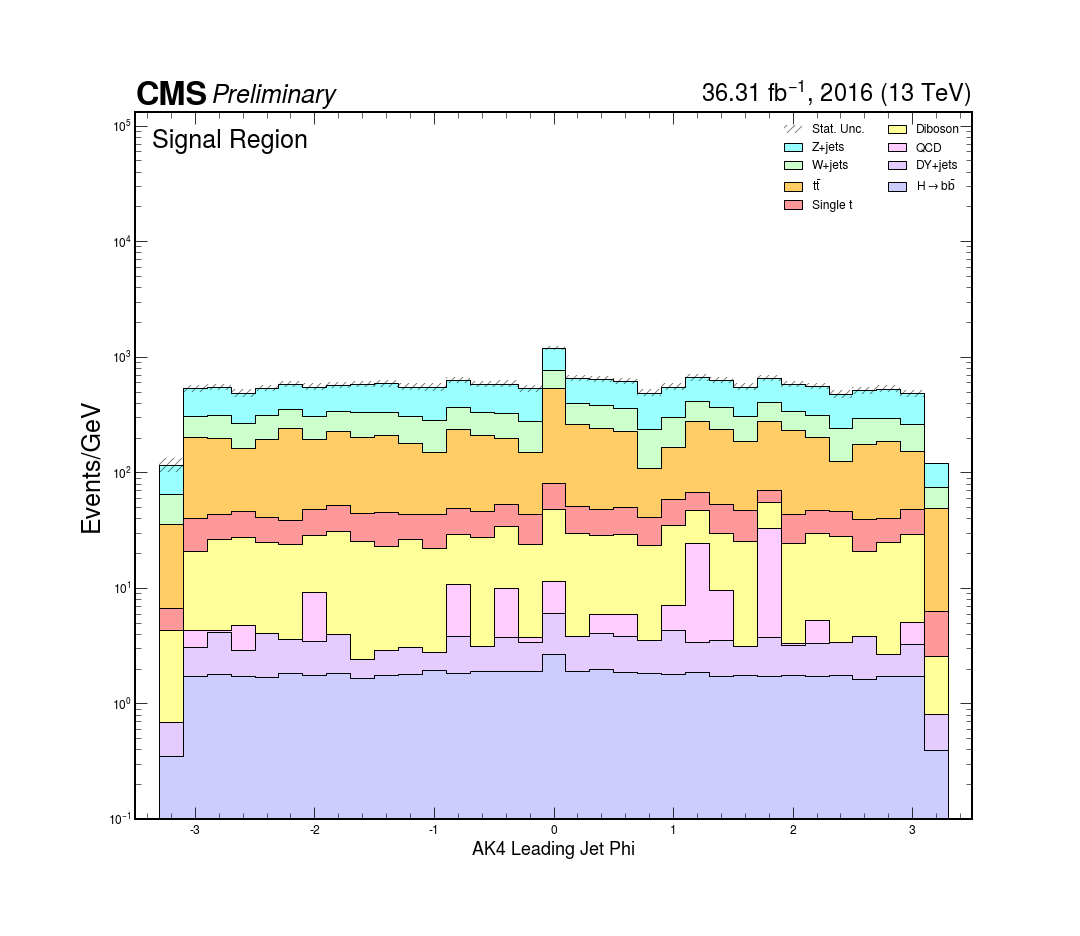 CMS Preliminary
36.31 fb⁻¹, 2016 (13 TeV)
Signal Region
Stat. Unc.
Z+jets
W+jets
tt̄
Single t
Diboson
QCD
DY+jets
H→bb̄
Events/GeV
10⁵
10⁴
10³
10²
10¹
10⁰
10⁻¹
-3 -2 -1 0 1 2 3
AK4 Leading Jet Phi